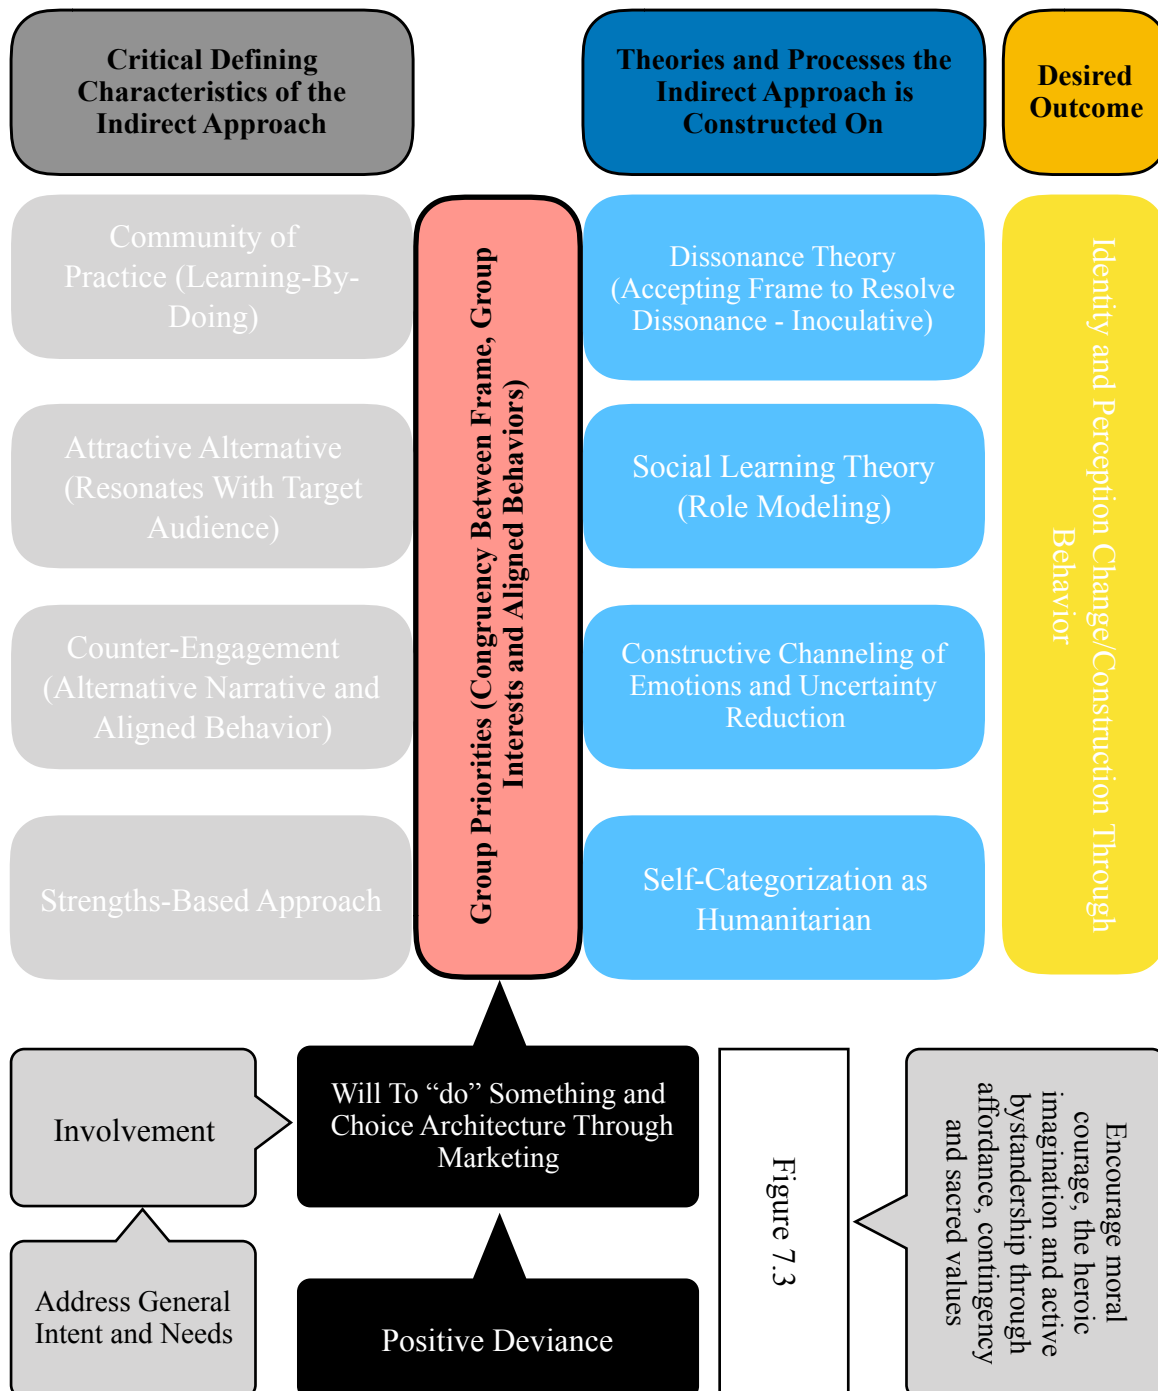 Critical Defining
Characteristics of the
Indirect Approach
Theories and Processes the
Indirect Approach is
Constructed On
Desired
Outcome
Community of
Practice (Learning-By-
Doing)
Attractive Alternative
(Resonates With Target
Audience)
Counter-Engagement
(Alternative Narrative and
Aligned Behavior)
Strengths-Based Approach
Group Priorities (Congruency Between Frame, Group
Interests and Aligned Behaviors)
Dissonance Theory
(Accepting Frame to Resolve
Dissonance - Inoculative)
Social Learning Theory
(Role Modeling)
Constructive Channeling of
Emotions and Uncertainty
Reduction
Self-Categorization as
Humanitarian
Identity and Perception Change/Construction Through
Behavior
Involvement
Will To “do” Something and
Choice Architecture Through
Marketing
Figure 7.3
Encourage moral
courage, the heroic
imagination and active
bystandership through
affordance, contingency
and sacred values
Address General
Intent and Needs
Positive Deviance